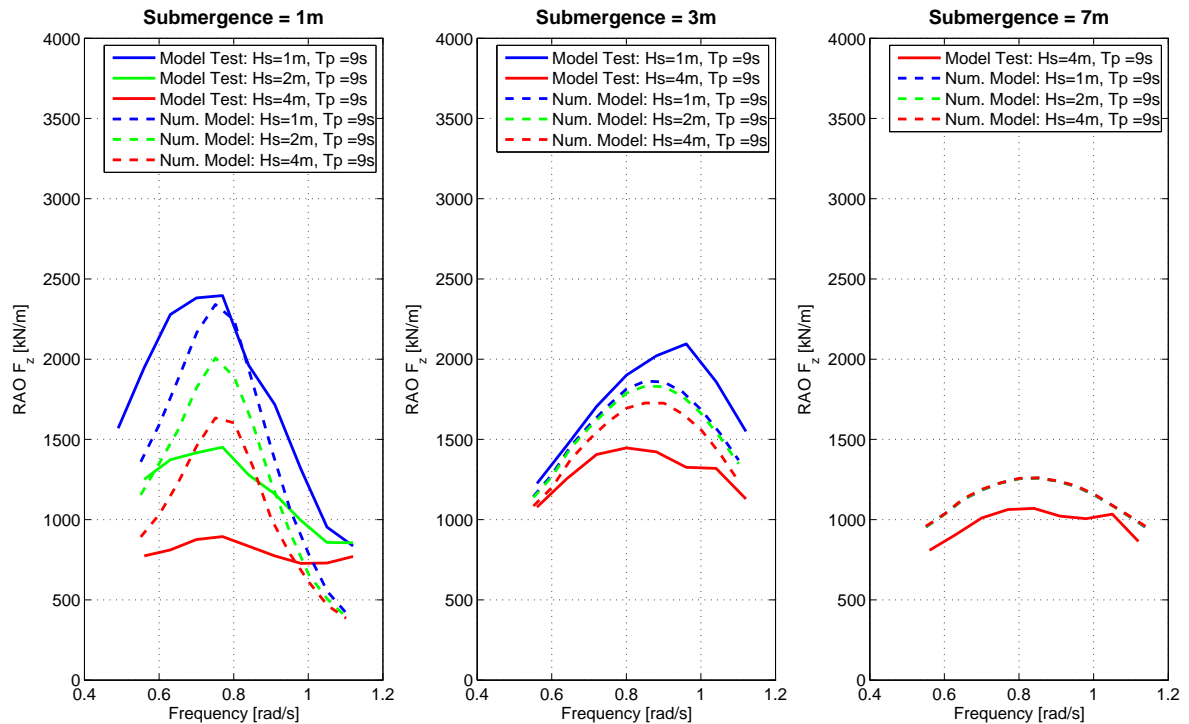 Submergence = 1m
4000
3500
3000
2500
2000
1500
1000
500
0
RAO F_z [kN/m]
Model Test: Hs=1m, Tp =9s
Model Test: Hs=2m, Tp =9s
Model Test: Hs=4m, Tp =9s
Num. Model: Hs=1m, Tp =9s
Num. Model: Hs=2m, Tp =9s
Num. Model: Hs=4m, Tp =9s
0.4 0.6 0.8 1 1.2
Frequency [rad/s]
Submergence = 3m
4000
3500
3000
2500
2000
1500
1000
500
0
RAO F_z [kN/m]
Model Test: Hs=1m, Tp =9s
Model Test: Hs=4m, Tp =9s
Num. Model: Hs=1m, Tp =9s
Num. Model: Hs=2m, Tp =9s
Num. Model: Hs=4m, Tp =9s
0.4 0.6 0.8 1 1.2
Frequency [rad/s]
Submergence = 7m
4000
3500
3000
2500
2000
1500
1000
500
0
RAO F_z [kN/m]
Model Test: Hs=4m, Tp =9s
Num. Model: Hs=1m, Tp =9s
Num. Model: Hs=2m, Tp =9s
Num. Model: Hs=4m, Tp =9s
0.4 0.6 0.8 1 1.2
Frequency [rad/s]